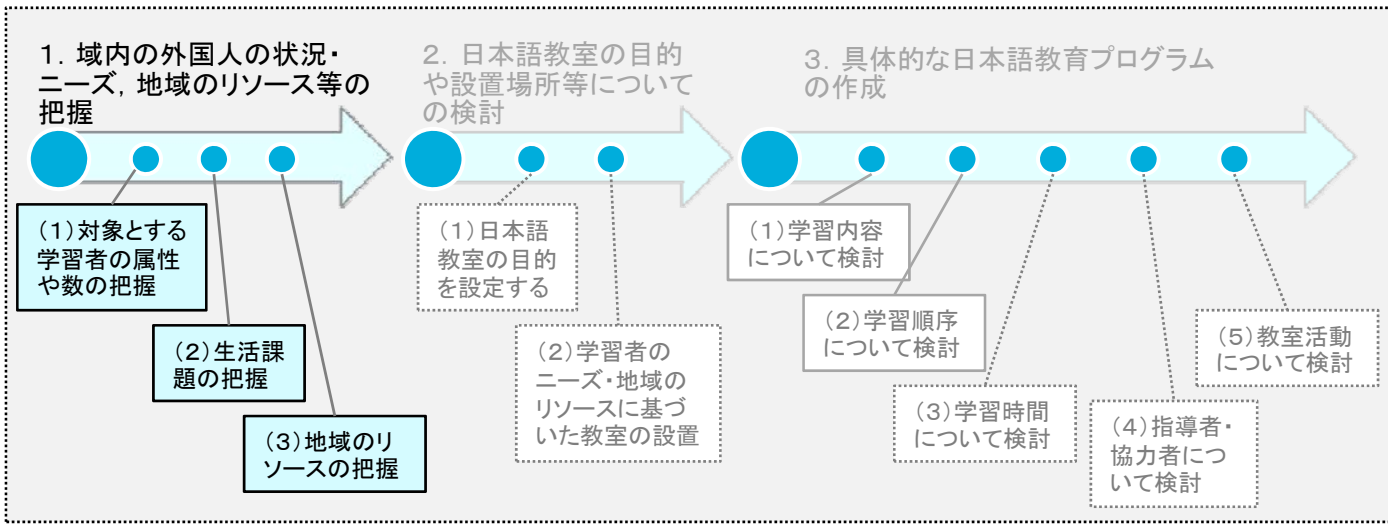 1．域内の外国人の状況・
ニーズ，地域のリソース等の
把握
（1）対象とする
学習者の属性
や数の把握
（2）生活課
題の把握
（3）地域のリ
ソースの把握
2．日本語教室の目的
や設置場所等について
の検討
（1）日本語
教室の目的
を設定する
（2）学習者の
ニーズ・地域の
リソースに基づ
いた教室の設置
3．具体的な日本語教育プログラム
の作成
（1）学習内容
について検討
（2）学習順序
について検討
（3）学習時間
について検討
（4）指導者・
協力者につ
いて検討
（5）教室活動
について検討